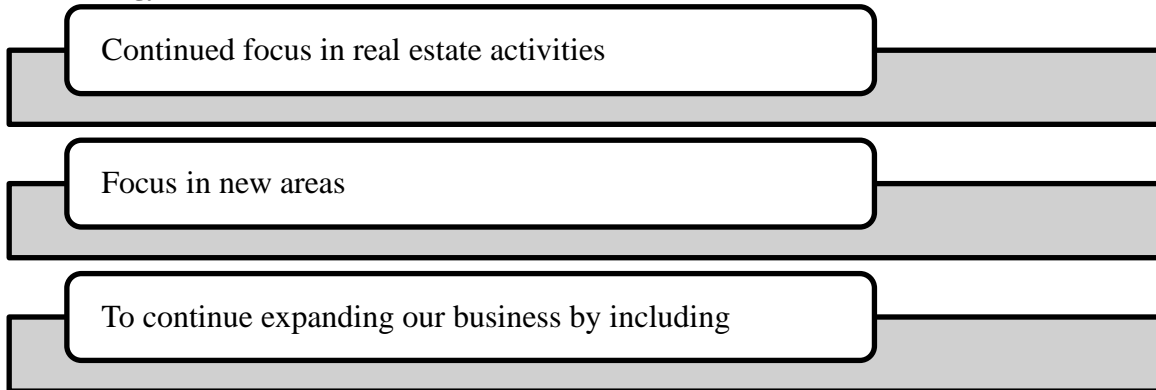 Continued focus in real estate activities
Focus in new areas
To continue expanding our business by including